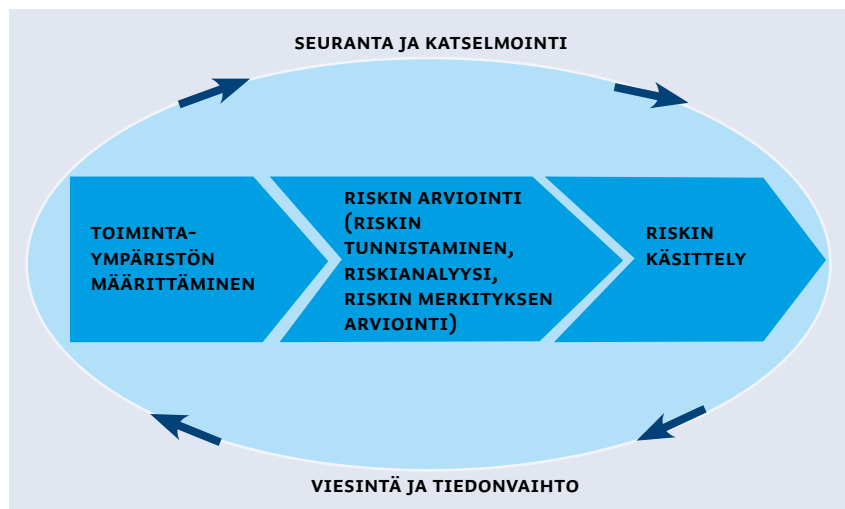 SEURANTA JA KATSELMOINTI
TOIMINTA-
YMPÄRISTÖN
MÄÄRITTÄMINEN
RISKIN ARVIOINTI
(RISKIN
TUNNISTAMINEN,
RISKIANALYYSI,
RISKIN MERKITYKSEN
ARVIOINTI)
RISKIN
KÄSITTELY
VIESINTÄ JA TIEDONVAIHTO